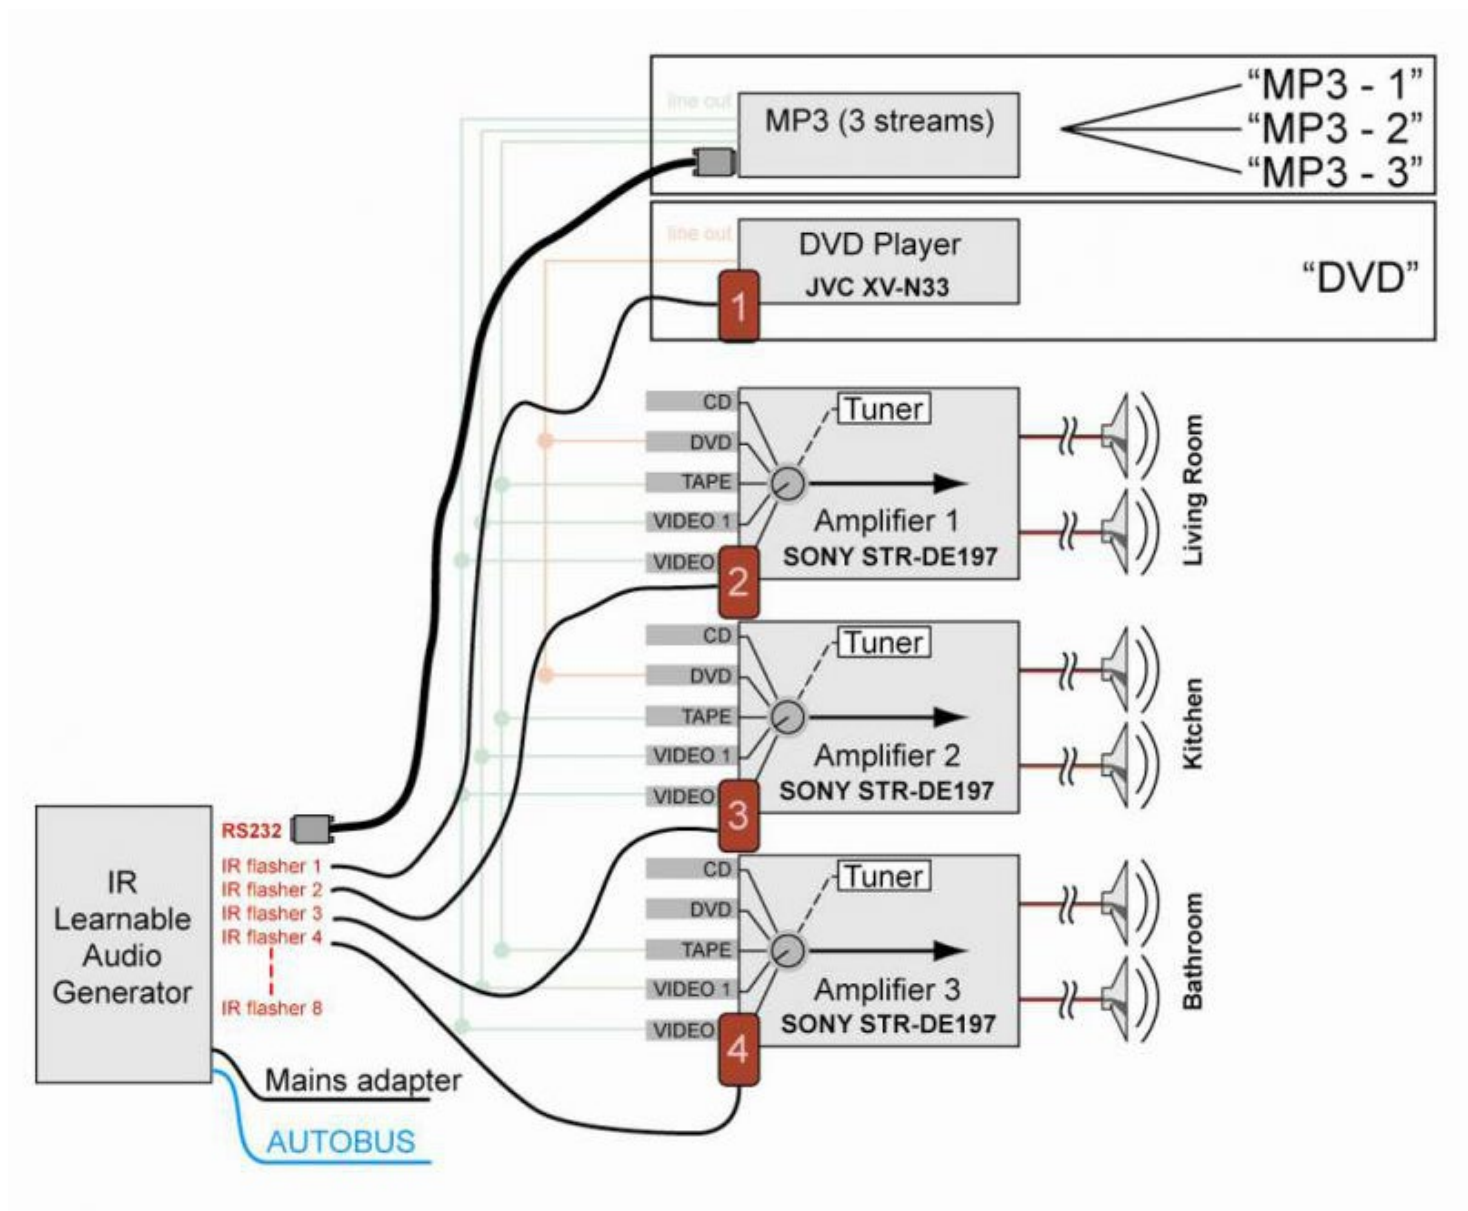 line out
MP3 (3 streams)
“MP3 - 1”
“MP3 - 2”
“MP3 - 3”
line out
DVD Player
JVC XV-N33
“DVD”
1
CD
DVD
TAPE
VIDEO 1
VIDEO
Tuner
Amplifier 1
SONY STR-DE197
2
Living Room
CD
DVD
TAPE
VIDEO 1
VIDEO
Tuner
Amplifier 2
SONY STR-DE197
3
Kitchen
CD
DVD
TAPE
VIDEO 1
VIDEO
Tuner
Amplifier 3
SONY STR-DE197
4
Bathroom
IR
Learnable
Audio
Generator
RS232
IR flasher 1
IR flasher 2
IR flasher 3
IR flasher 4
IR flasher 8
Mains adapter
AUTOBUS